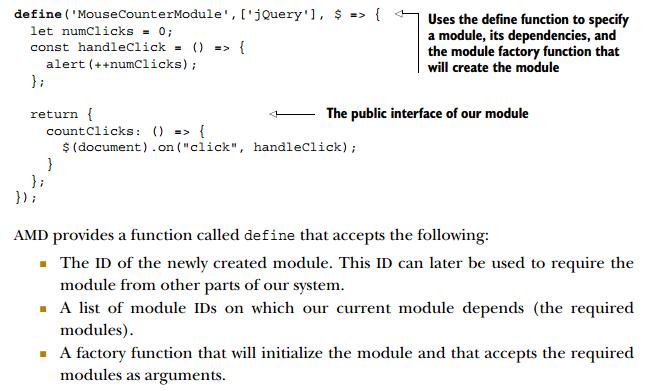 define('MouseCounterModule',['jQuery'], $ => {
let numClicks = 0;
const handleClick = () => {
alert(++numClick);
};
return {
countClicks: () => {
$(document).on("click", handleClick);
}
};
});
Uses the define function to specify
a module, its dependencies, and
the module factory function that
will create the module
The public interface of our module
AMD provides a function called define that accepts the following:
The ID of the newly created module. This ID can later be used to require the
module from other parts of our system.
A list of module IDs on which our current module depends (the required
modules).
A factory function that will initialize the module and that accepts the required
modules as arguments.